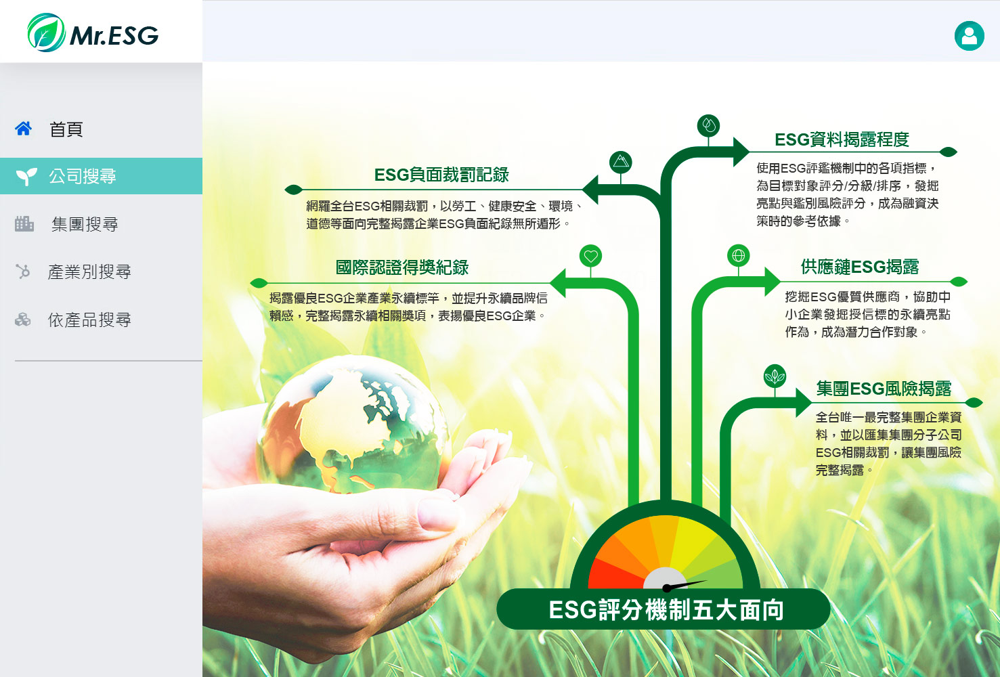 Mr.ESG
首頁
公司搜尋
集團搜尋
產業別搜尋
依產品搜尋
ESG負面裁罰記錄
網羅全台ESG相關裁罰，以勞工、健康安全、環境、
道德等面向完整揭露企業ESG負面紀錄無所遁形。
國際認證得獎紀錄
揭露優良ESG企業產業永續標竿，並提升永續品牌信
賴感，完整揭露永續相關獎項，表揚優良ESG企業。
ESG資料揭露程度
使用ESG評鑑機制中的各項指標，
為目標對象評分/分級/排序，發掘
亮點與鑑別風險評分，成為融資決
策時的參考依據。
供應鏈ESG揭露
挖掘ESG優質供應商，協助中
小企業發掘授信標的永續亮點
作為，成為潛力合作對象。
集團ESG風險揭露
全台唯一最完整集團企業資
料，並以匯集集團分子公司
ESG相關裁罰，讓集團風險
完整揭露。
ESG評分機制五大面向